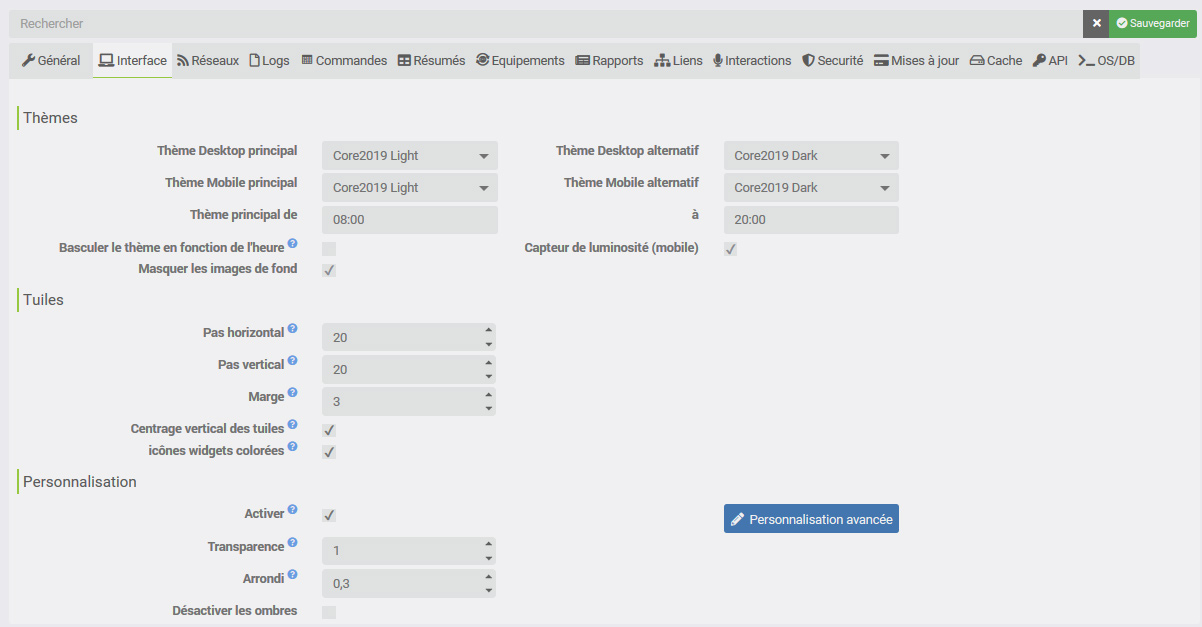 Rechercher
Sauvegarder
Général Interface Réseaux Logs Commandes Résumés Equipements Rapports Liens Interactions Securité Mises à jour Cache API OS/DB
Thèmes
Thème Desktop principal Core2019 Light Thème Desktop alternatif Core2019 Dark
Thème Mobile principal Core2019 Light Thème Mobile alternatif Core2019 Dark
Thème principal de 08:00 à 20:00
Basculer le thème en fonction de l'heure ? Capteur de luminosité (mobile)
Masquer les images de fond
Tuiles
Pas horizontal ? 20
Pas vertical ? 20
Marge ? 3
Centrage vertical des tuiles ?
icônes widgets colorées ?
Personnalisation
Activer ? Personnalisation avancée
Transparence ? 1
Arrondi ? 0,3
Désactiver les ombres